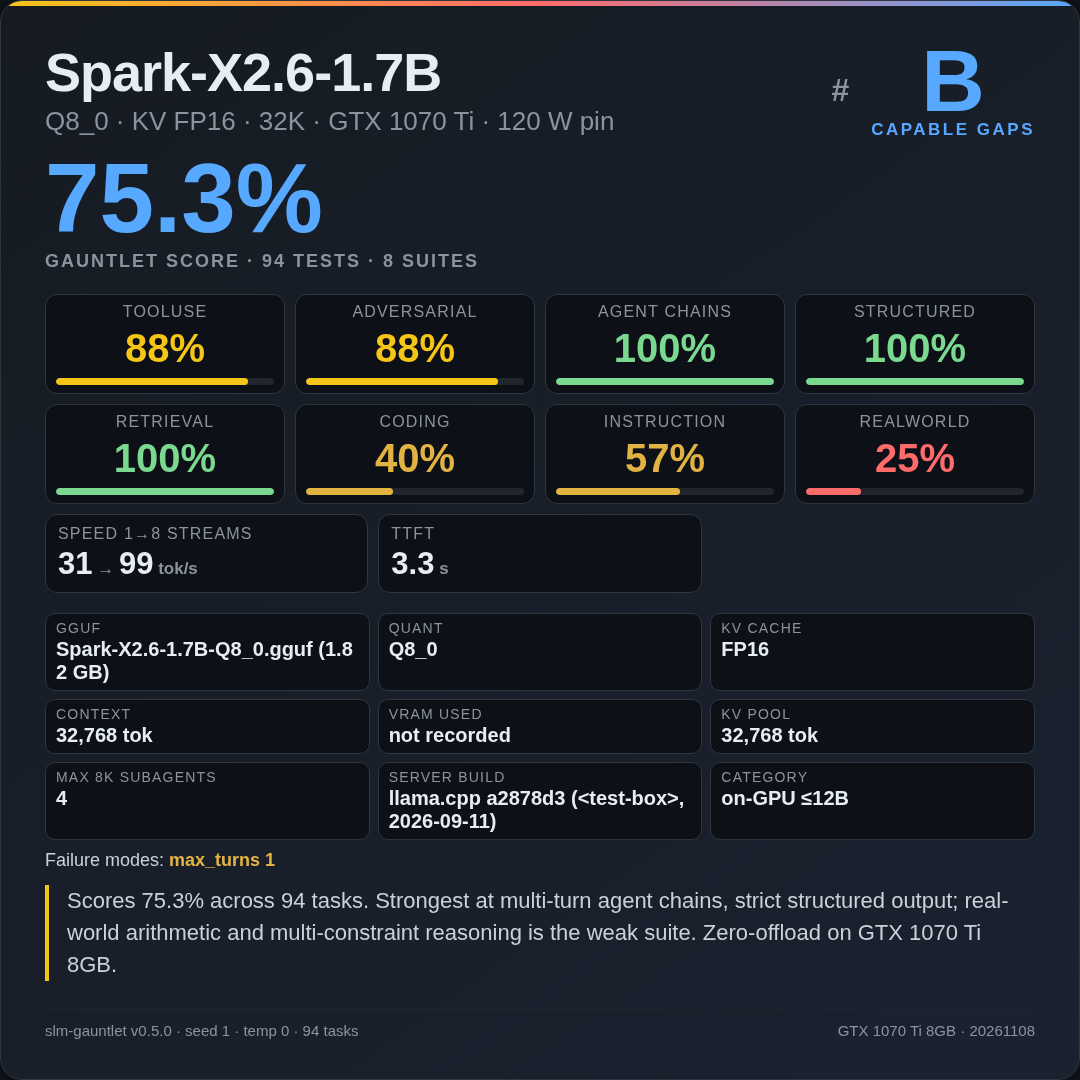 Spark-X2.6-1.7B
Q8_0 · KV FP16 · 32K · GTX 1070 Ti · 120 W pin
#
B
CAPABLE GAPS
75.3%
GAUNTLET SCORE · 94 TESTS · 8 SUITES
TOOLUSE
88%
ADVERSARIAL
88%
AGENT CHAINS
100%
STRUCTURED
100%
RETRIEVAL
100%
CODING
40%
INSTRUCTION
57%
REALWORLD
25%
SPEED 1→8 STREAMS
31 → 99 tok/s
TTFT
3.3 s
GGUF
Spark-X2.6-1.7B-Q8_0.gguf (1.8
2 GB)
QUANT
Q8_0
KV CACHE
FP16
CONTEXT
32,768 tok
VRAM USED
not recorded
KV POOL
32,768 tok
MAX 8K SUBAGENTS
4
SERVER BUILD
llama.cpp a2878d3 (<test-box>,
2026-09-11)
CATEGORY
on-GPU ≤12B
Failure modes: max_turns 1
Scores 75.3% across 94 tasks. Strongest at multi-turn agent chains, strict structured output; real-
world arithmetic and multi-constraint reasoning is the weak suite. Zero-offload on GTX 1070 Ti
8GB.
slm-gauntlet v0.5.0 · seed 1 · temp 0 · 94 tasks
GTX 1070 Ti 8GB · 20261108